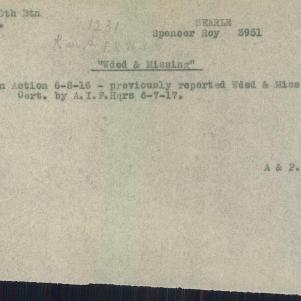 0th Btn
SEARLE
Spencer Roy 3961
"Wded & Missing"
n Action 6-8-16 - previously reported Wded & Miss
Cert. by A.I.F.Hqrs 6-7-17.
A & P.